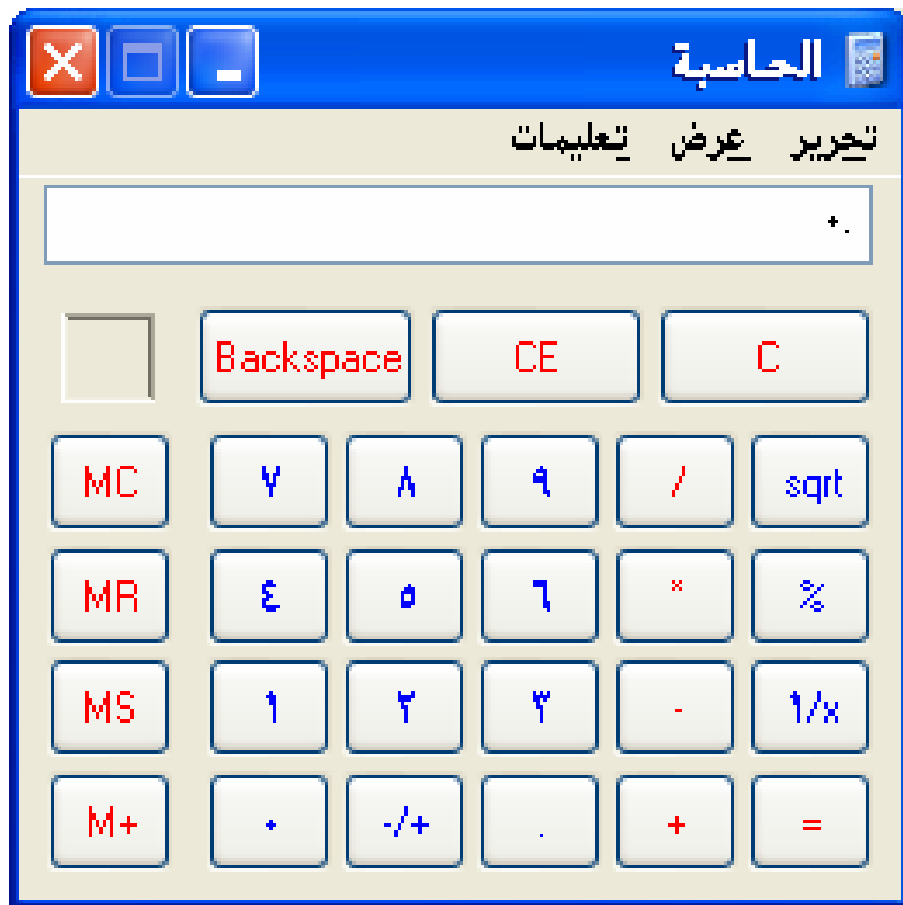 الحاسبة
تحرير عرض تعليمات
٠.
Backspace CE C
MC ٧ ٨ ٩ / sqrt
MR ٤ ٥ ٦ * %
MS ١ ٢ ٣ - ١/x
M+ ٠ -/+ . + =